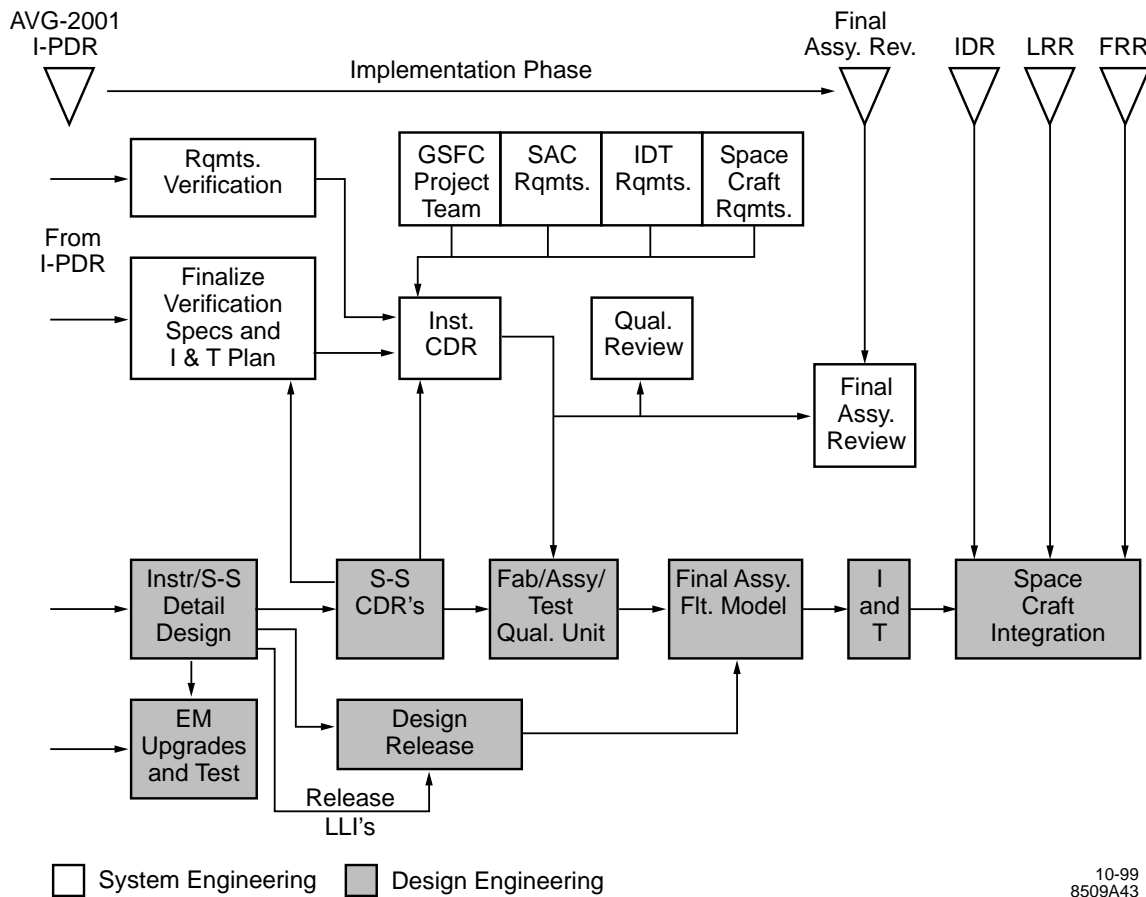 AVG-2001
I-PDR
Final
Assy. Rev.
IDR
LRR
FRR
Implementation Phase
Rqmts.
Verification
GSFC
Project
Team
SAC
Rqmts.
IDT
Rqmts.
Space
Craft
Rqmts.
From
I-PDR
Finalize
Verification
Specs and
I & T Plan
Inst.
CDR
Qual.
Review
Final
Assy.
Review
Instr/S-S
Detail
Design
S-S
CDR's
Fab/Assy/
Test
Qual. Unit
Final Assy.
Flt. Model
I
and
T
Space
Craft
Integration
EM
Upgrades
and Test
Design
Release
Release
LLI's
System Engineering
Design Engineering
10-99
8509A43